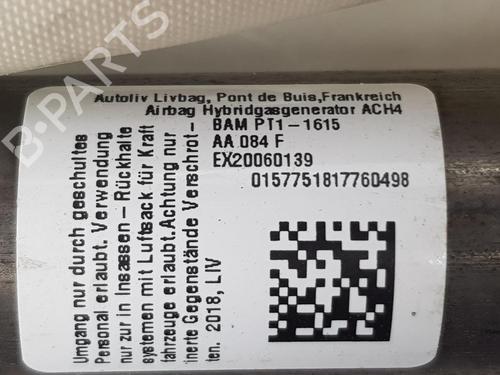 Autoliv Livbag, Pont de Buis,Frankreich
Airbag Hybridgasgenerator ACH4
BAM PT1-1615
AA 084 F
EX20060139
0157751817760498
Umgang nur durch geschultes
Personal erlaubt. Verwendung
nur zur in Insassen-Rückhalte
systemen mit Luftsack für Kraft
fahrzeuge erlaubt.Achtung nur
inerte Gegenstände Verschrot-
ten. 2018, LIV